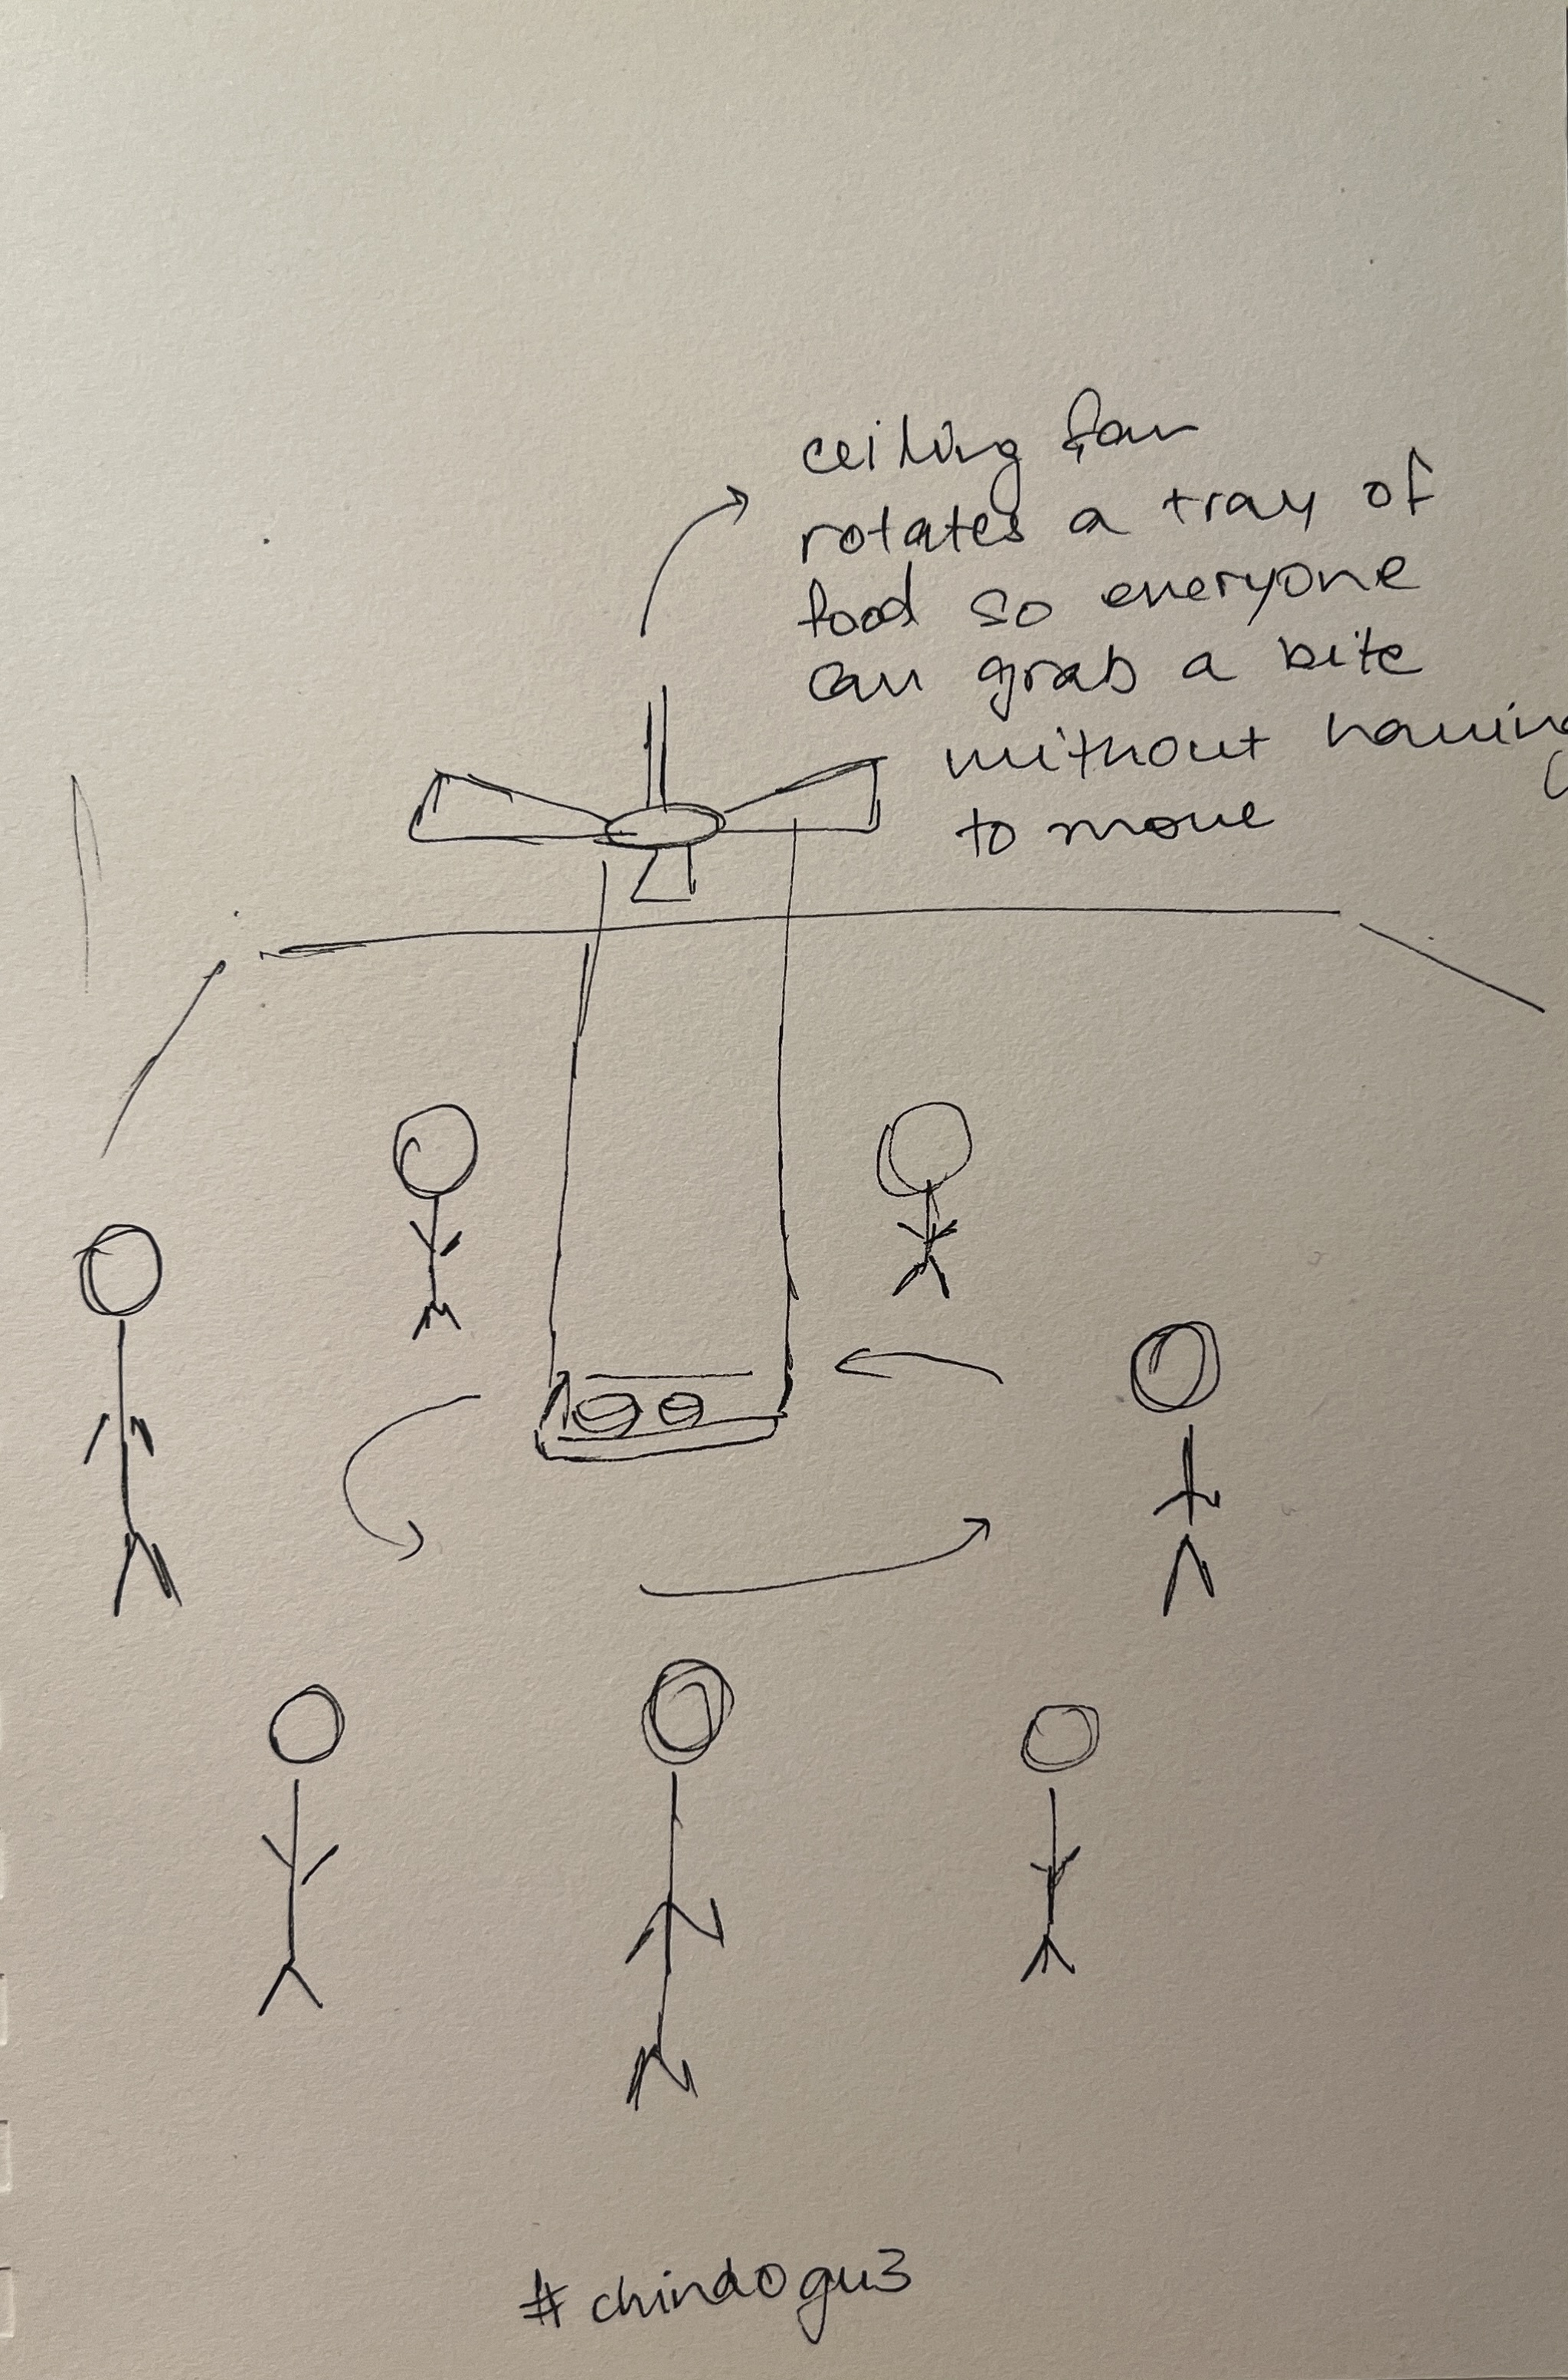 ceiling fan
rotates a tray of
food so everyone
can grab a bite
without having
to move
#chindogu3